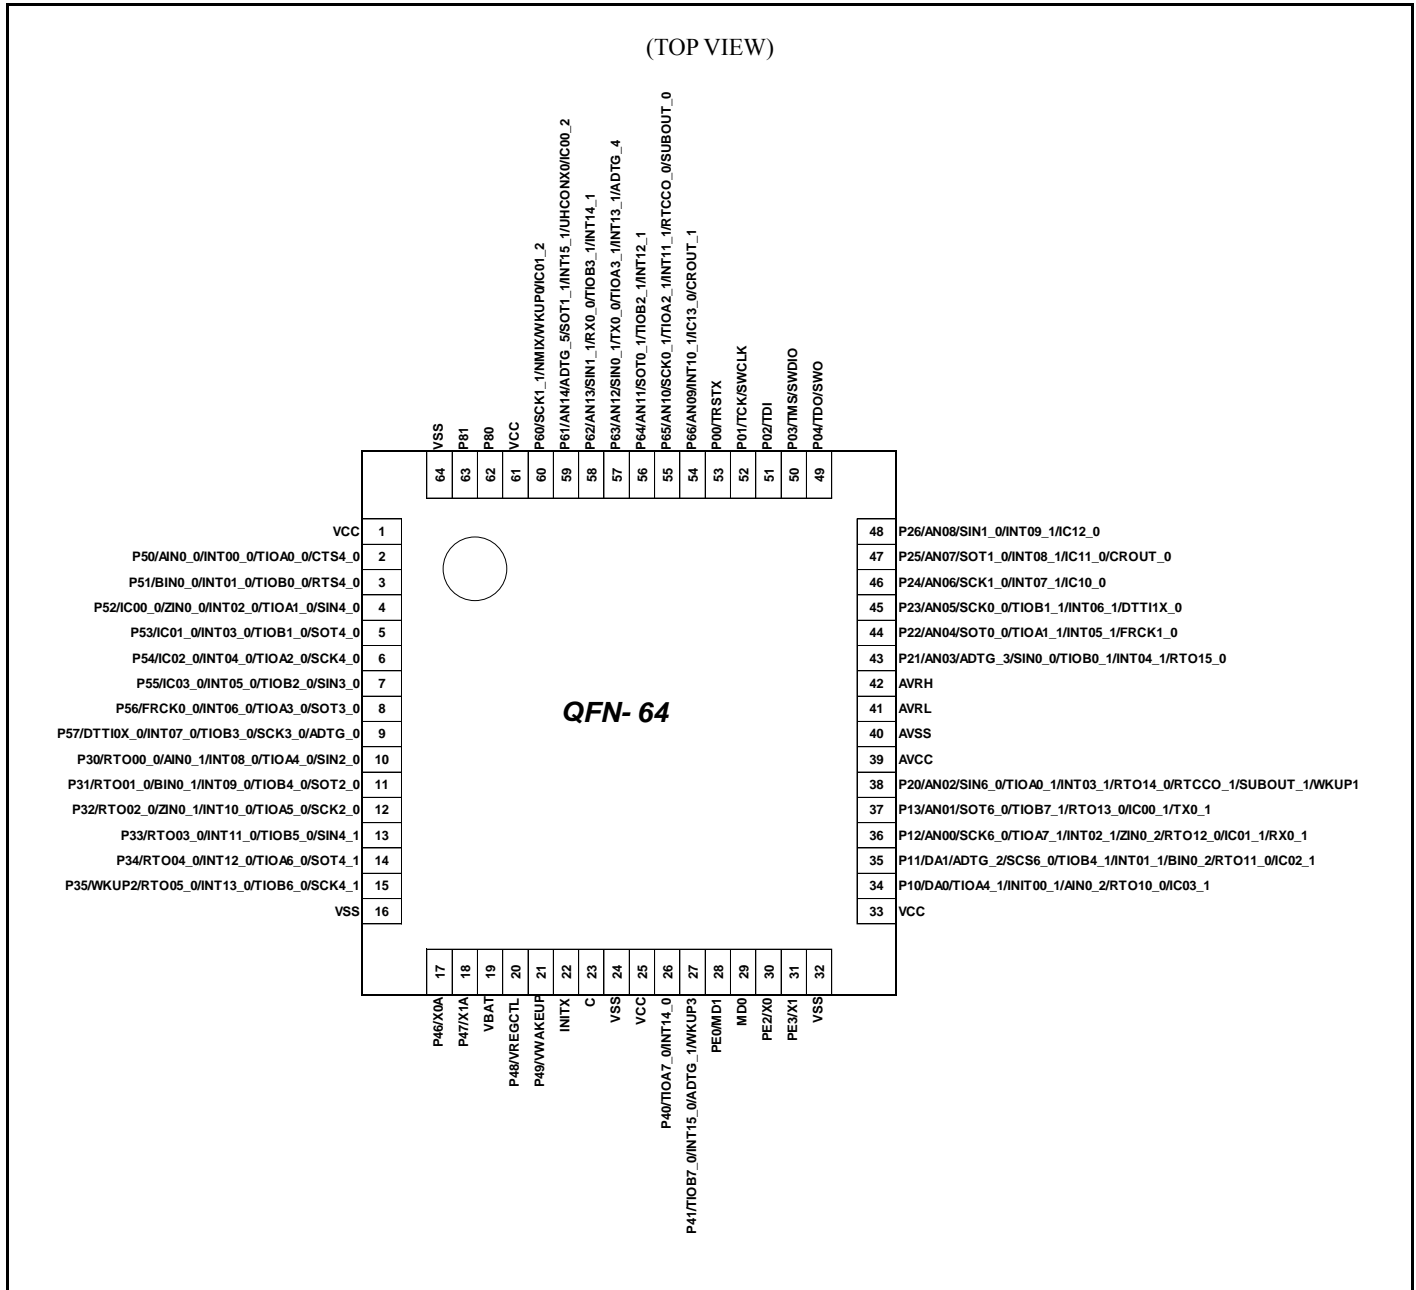 (TOP VIEW)
VSS
P81
P80
VCC
P60/SCK1_1/NMIX/WKUP0/IC01_2
P61/AN14/ADTG_5/SOT1_1/INT15_1/UHCONX0/IC00_2
P62/AN13/SIN1_1/RX0_0/TIOB3_1/INT14_1
P63/AN12/SIN0_1/TX0_0/TIOA3_1/INT13_1/ADTG_4
P64/AN11/SOT0_1/TIOB2_1/INT12_1
P65/AN10/SCK0_1/TIOA2_1/INT11_1/RTCCO_0/SUBOUT_0
P66/AN09/INT10_1/IC13_0/CROUT_1
P00/TRSTX
P01/TCK/SWCLK
P02/TDI
P03/TMS/SWDIO
P04/TDO/SWO
64 63 62 61 60 59 58 57 56 55 54 53 52 51 50 49
VCC 1
P50/AIN0_0/INT00_0/TIOA0_0/CTS4_0 2
P51/BIN0_0/INT01_0/TIOB0_0/RTS4_0 3
P52/IC00_0/ZIN0_0/INT02_0/TIOA1_0/SIN4_0 4
P53/IC01_0/INT03_0/TIOB1_0/SOT4_0 5
P54/IC02_0/INT04_0/TIOA2_0/SCK4_0 6
P55/IC03_0/INT05_0/TIOB2_0/SIN3_0 7
P56/FRCK0_0/INT06_0/TIOA3_0/SOT3_0 8
P57/DTTI0X_0/INT07_0/TIOB3_0/SCK3_0/ADTG_0 9
P30/RTO00_0/AIN0_1/INT08_0/TIOA4_0/SIN2_0 10
P31/RTO01_0/BIN0_1/INT09_0/TIOB4_0/SOT2_0 11
P32/RTO02_0/ZIN0_1/INT10_0/TIOA5_0/SCK2_0 12
P33/RTO03_0/INT11_0/TIOB5_0/SIN4_1 13
P34/RTO04_0/INT12_0/TIOA6_0/SOT4_1 14
P35/WKUP2/RTO05_0/INT13_0/TIOB6_0/SCK4_1 15
VSS 16
QFN- 64
48 P26/AN08/SIN1_0/INT09_1/IC12_0
47 P25/AN07/SOT1_0/INT08_1/IC11_0/CROUT_0
46 P24/AN06/SCK1_0/INT07_1/IC10_0
45 P23/AN05/SCK0_0/TIOB1_1/INT06_1/DTTI1X_0
44 P22/AN04/SOT0_0/TIOA1_1/INT05_1/FRCK1_0
43 P21/AN03/ADTG_3/SIN0_0/TIOB0_1/INT04_1/RTO15_0
42 AVRH
41 AVRL
40 AVSS
39 AVCC
38 P20/AN02/SIN6_0/TIOA0_1/INT03_1/RTO14_0/RTCCO_1/SUBOUT_1/WKUP1
37 P13/AN01/SOT6_0/TIOB7_1/RTO13_0/IC00_1/TX0_1
36 P12/AN00/SCK6_0/TIOA7_1/INT02_1/ZIN0_2/RTO12_0/IC01_1/RX0_1
35 P11/DA1/ADTG_2/SCS6_0/TIOB4_1/INT01_1/BIN0_2/RTO11_0/IC02_1
34 P10/DA0/TIOA4_1/INIT00_1/AIN0_2/RTO10_0/IC03_1
33 VCC
17 18 19 20 21 22 23 24 25 26 27 28 29 30 31 32
P46/X0A
P47/X1A
VBAT
P48/VREGCTL
P49/VWAKEUP
INITX
C
VSS
VCC
P40/TIOA7_0/INT14_0
P41/TIOB7_0/INT15_0/ADTG_1/WKUP3
PE0/MD1
MD0
PE2/X0
PE3/X1
VSS